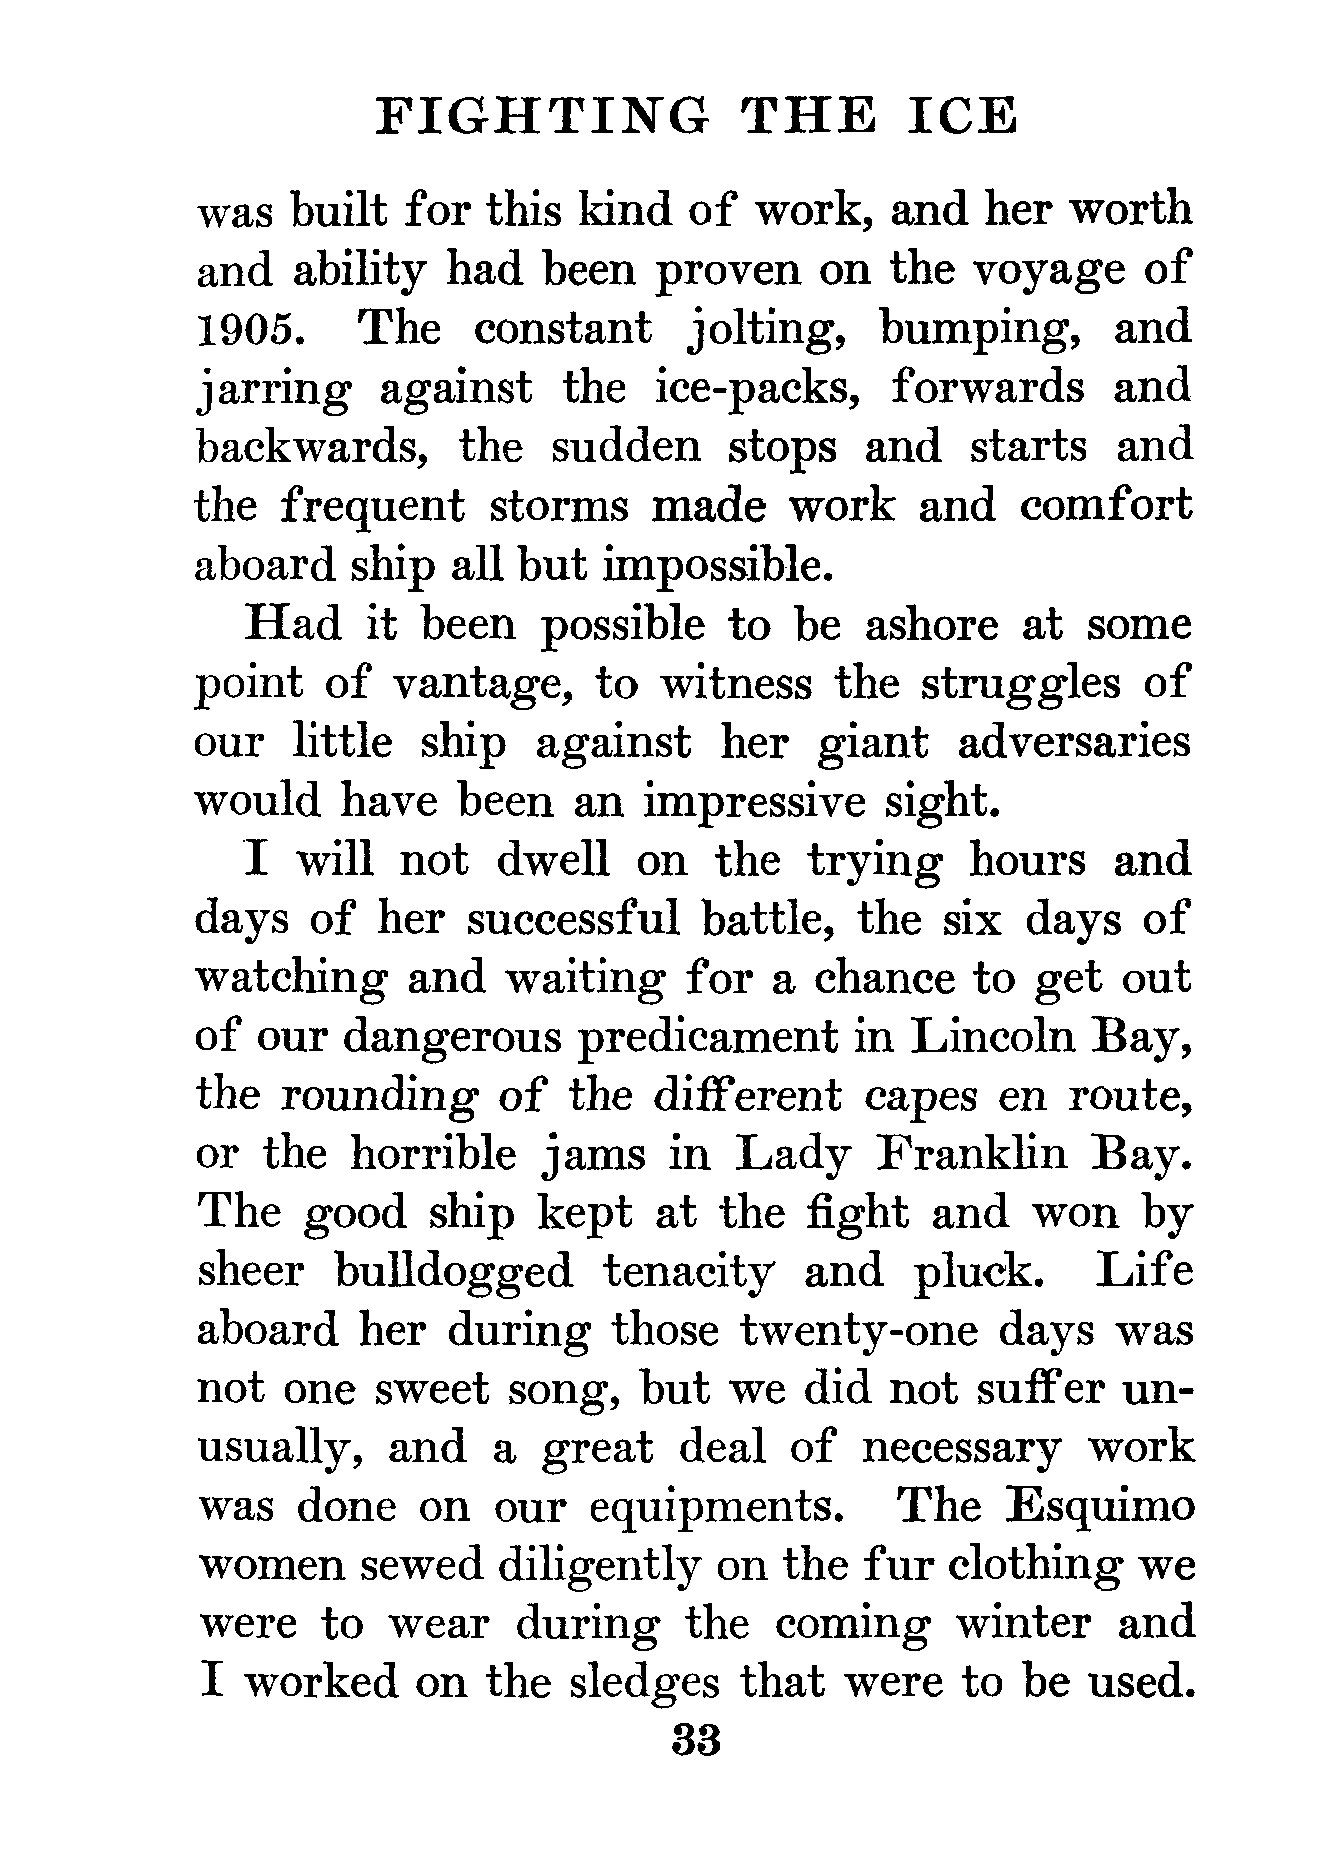 FIGHTING THE ICE
was built for this kind of work, and her worth
and ability had been proven on the voyage of
1905. The constant jolting, bumping, and
jarring against the ice-packs, forwards and
backwards, the sudden stops and starts and
the frequent storms made work and comfort
aboard ship all but impossible.
Had it been possible to be ashore at some
point of vantage, to witness the struggles of
our little ship against her giant adversaries
would have been an impressive sight.
I will not dwell on the trying hours and
days of her successful battle, the six days of
watching and waiting for a chance to get out
of our dangerous predicament in Lincoln Bay,
the rounding of the different capes en route,
or the horrible jams in Lady Franklin Bay.
The good ship kept at the fight and won by
sheer bulldogged tenacity and pluck. Life
aboard her during those twenty-one days was
not one sweet song, but we did not suffer un-
usually, and a great deal of necessary work
was done on our equipments. The Esquimo
women sewed diligently on the fur clothing we
were to wear during the coming winter and
I worked on the sledges that were to be used.
33